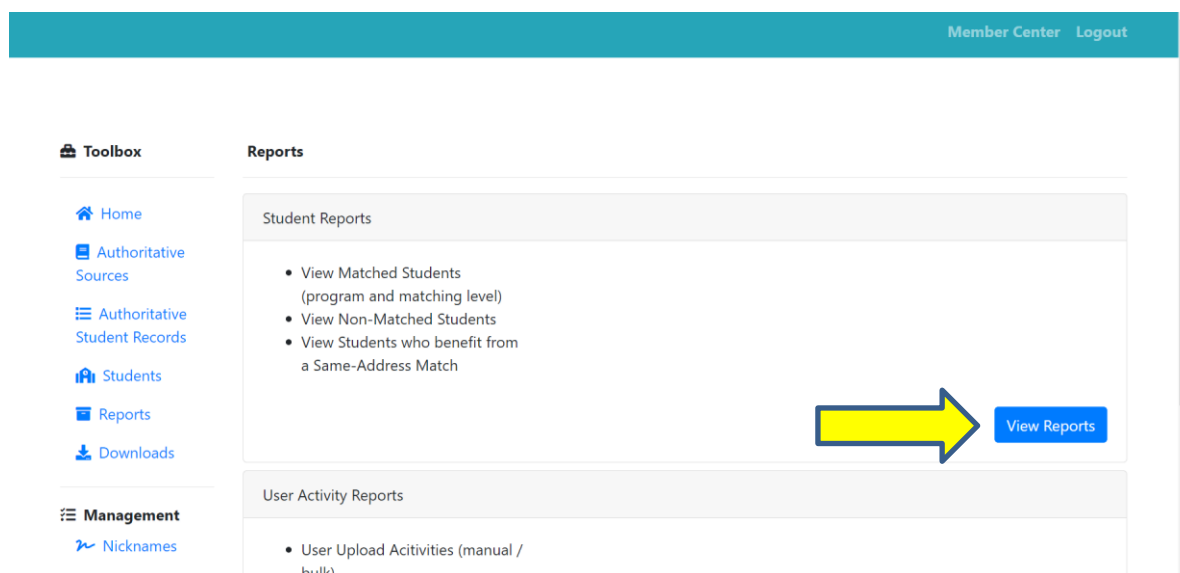 Member Center Logout
Toolbox
Reports
Home
Authoritative
Sources
Authoritative
Student Records
Students
Reports
Downloads
Management
Nicknames
Student Reports
View Matched Students
(program and matching level)
View Non-Matched Students
View Students who benefit from
a Same-Address Match
View Reports
User Activity Reports
User Upload Acitivities (manual /
bulk)